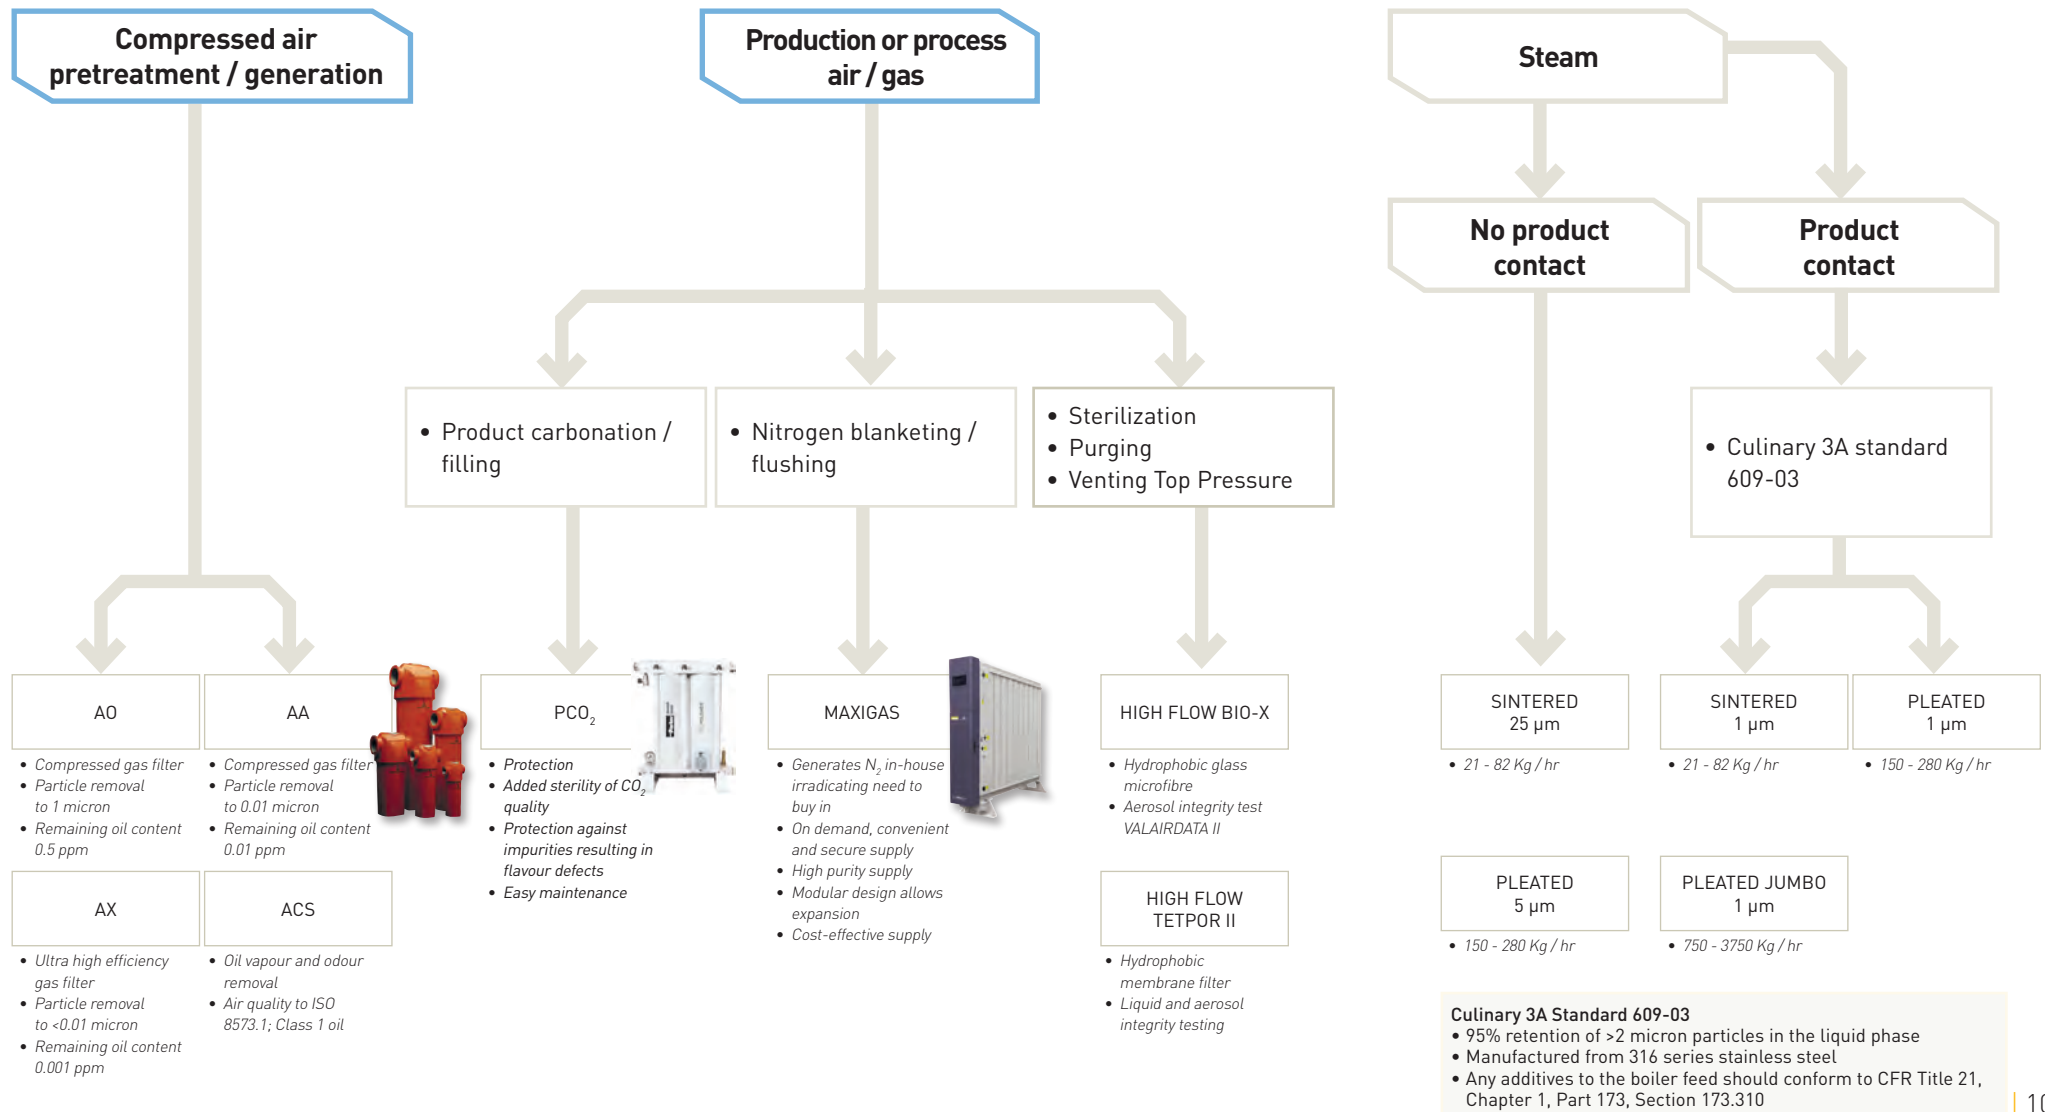 Compressed air
pretreatment / generation
Production or process
air / gas
Steam
No product
contact
Product
contact
• Product carbonation /
filling
• Nitrogen blanketing /
flushing
• Sterilization
• Purging
• Venting Top Pressure
• Culinary 3A standard
609-03
AO
• Compressed gas filter
• Particle removal
to 1 micron
• Remaining oil content
0.5 ppm
AA
• Compressed gas filter
• Particle removal
to 0.01 micron
• Remaining oil content
0.01 ppm
AX
• Ultra high efficiency
gas filter
• Particle removal
to <0.01 micron
• Remaining oil content
0.001 ppm
ACS
• Oil vapour and odour
removal
• Air quality to ISO
8573.1; Class 1 oil
PCO₂
• Protection
• Added sterility of CO₂
quality
• Protection against
impurities resulting in
flavour defects
• Easy maintenance
MAXIGAS
• Generates N₂ in-house
irradicating need to
buy in
• On demand, convenient
and secure supply
• High purity supply
• Modular design allows
expansion
• Cost-effective supply
HIGH FLOW BIO-X
• Hydrophobic glass
microfibre
• Aerosol integrity test
VALAIRDATA II
HIGH FLOW
TETPOR II
• Hydrophobic
membrane filter
• Liquid and aerosol
integrity testing
SINTERED
25 µm
• 21 - 82 Kg / hr
SINTERED
1 µm
• 21 - 82 Kg / hr
PLEATED
1 µm
• 150 - 280 Kg / hr
PLEATED
5 µm
• 150 - 280 Kg / hr
PLEATED JUMBO
1 µm
• 750 - 3750 Kg / hr
Culinary 3A Standard 609-03
• 95% retention of >2 micron particles in the liquid phase
• Manufactured from 316 series stainless steel
• Any additives to the boiler feed should conform to CFR Title 21,
Chapter 1, Part 173, Section 173.310